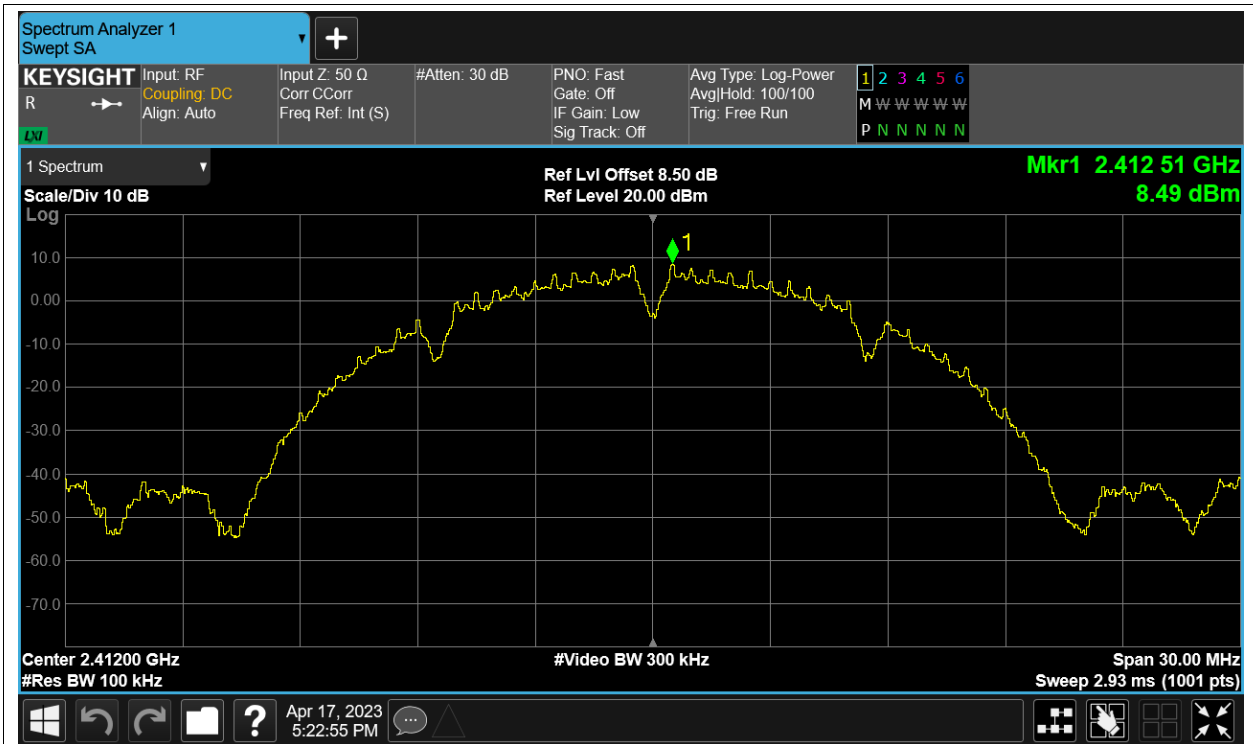 Spectrum Analyzer 1
Swept SA
KEYSIGHT
R
LXI
Input: RF
Coupling: DC
Align: Auto
Input Z: 50 Ω
Corr CCorr
Freq Ref: Int (S)
#Atten: 30 dB
PNO: Fast
Gate: Off
IF Gain: Low
Sig Track: Off
Avg Type: Log-Power
Avg|Hold: 100/100
Trig: Free Run
1 2 3 4 5 6
M W W W W W
P N N N N N
1 Spectrum
Scale/Div 10 dB
Log
Ref Lvl Offset 8.50 dB
Ref Level 20.00 dBm
Mkr1 2.412 51 GHz
8.49 dBm
1
10.0
0.00
-10.0
-20.0
-30.0
-40.0
-50.0
-60.0
-70.0
Center 2.41200 GHz
#Res BW 100 kHz
#Video BW 300 kHz
Span 30.00 MHz
Sweep 2.93 ms (1001 pts)
?
Apr 17, 2023
5:22:55 PM